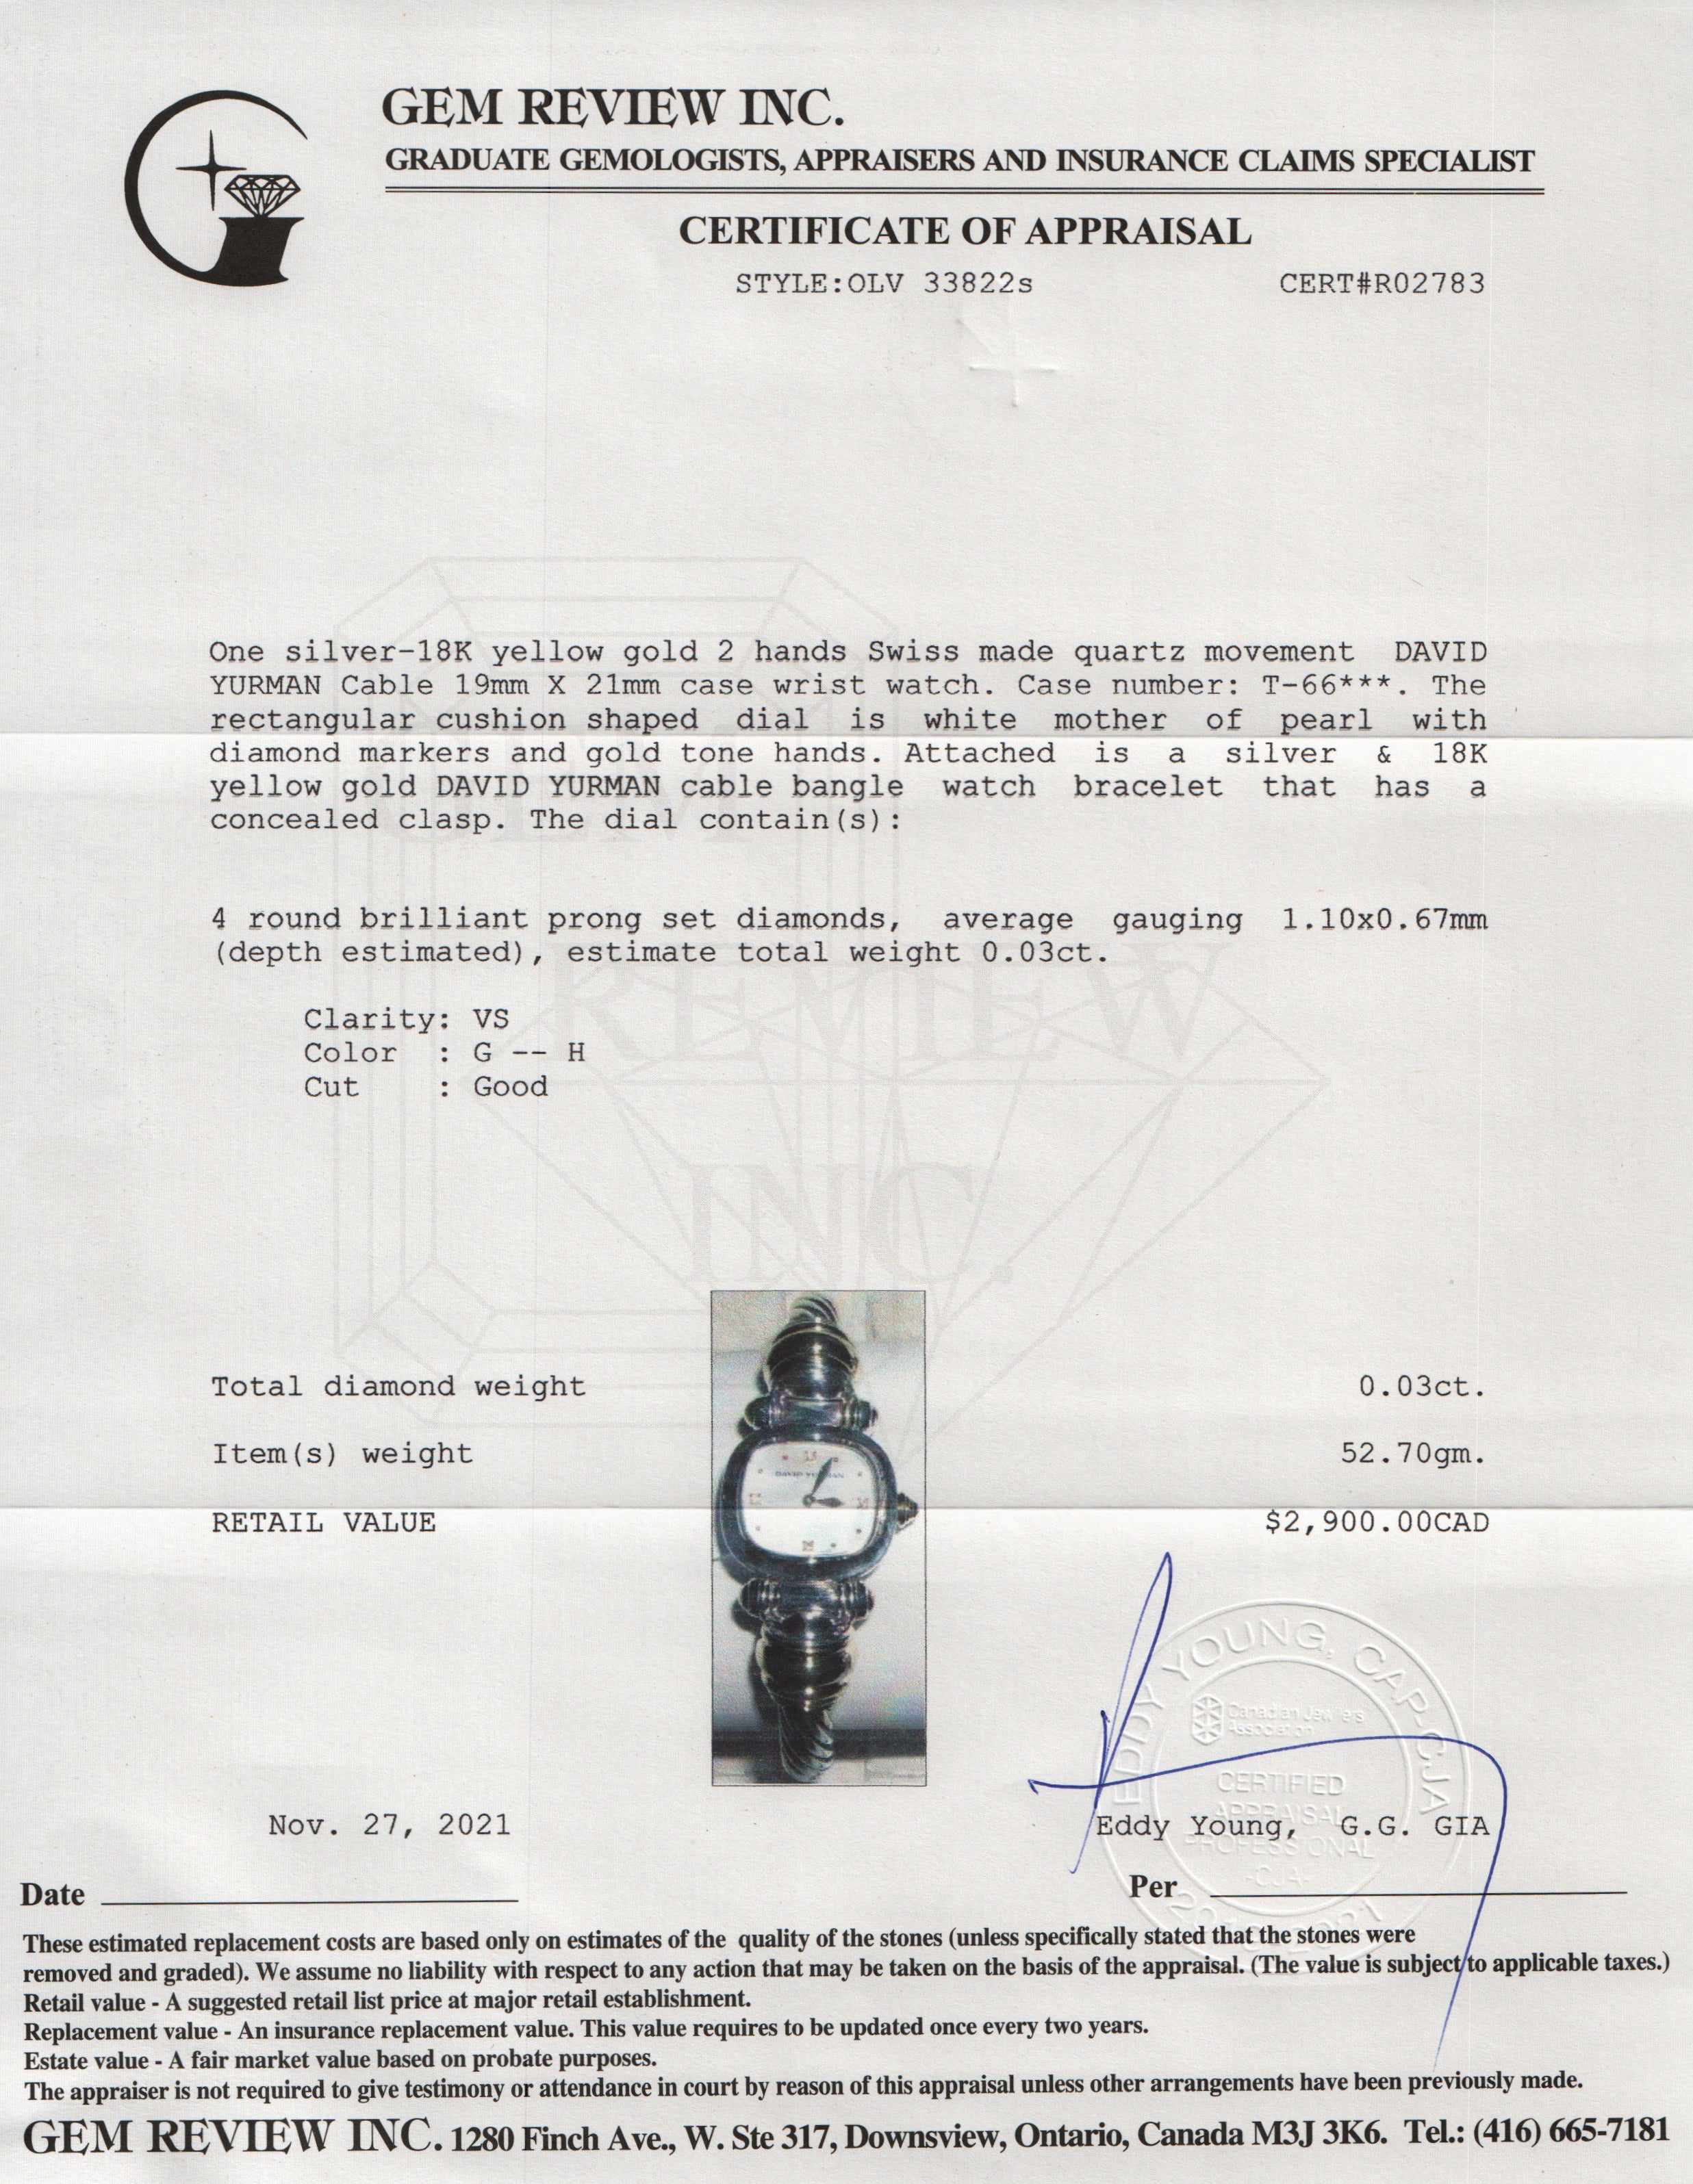 GEM REVIEW INC.
GRADUATE GEMOLOGISTS, APPRAISERS AND INSURANCE CLAIMS SPECIALIST
CERTIFICATE OF APPRAISAL
STYLE:OLV 33822s CERT#R02783
One silver-18K yellow gold 2 hands Swiss made quartz movement DAVID
YURMAN Cable 19mm X 21mm case wrist watch. Case number: T-66***. The
rectangular cushion shaped dial is white mother of pearl with
diamond markers and gold tone hands. Attached is a silver & 18K
yellow gold DAVID YURMAN cable bangle watch bracelet that has a
concealed clasp. The dial contain(s):
4 round brilliant prong set diamonds, average gauging 1.10x0.67mm
(depth estimated), estimate total weight 0.03ct.
REVIEW
Clarity: VS
Color : G -- H
Cut : Good
INC.
Total diamond weight 0.03ct.
Item(s) weight 52.70gm.
RETAIL VALUE $2,900.00CAD
EDDY YOUNG, CAP-CJA
Canadian Jewellers
Association
CERTIFIED
APPRAISAL
PROFESSIONAL
-CJA-
Nov. 27, 2021 Eddy Young, G.G. GIA
Date Per
These estimated replacement costs are based only on estimates of the quality of the stones (unless specifically stated that the stones were
removed and graded). We assume no liability with respect to any action that may be taken on the basis of the appraisal. (The value is subject to applicable taxes.)
Retail value - A suggested retail list price at major retail establishment.
Replacement value - An insurance replacement value. This value requires to be updated once every two years.
Estate value - A fair market value based on probate purposes.
The appraiser is not required to give testimony or attendance in court by reason of this appraisal unless other arrangements have been previously made.
GEM REVIEW INC. 1280 Finch Ave., W. Ste 317, Downsview, Ontario, Canada M3J 3K6. Tel.: (416) 665-7181